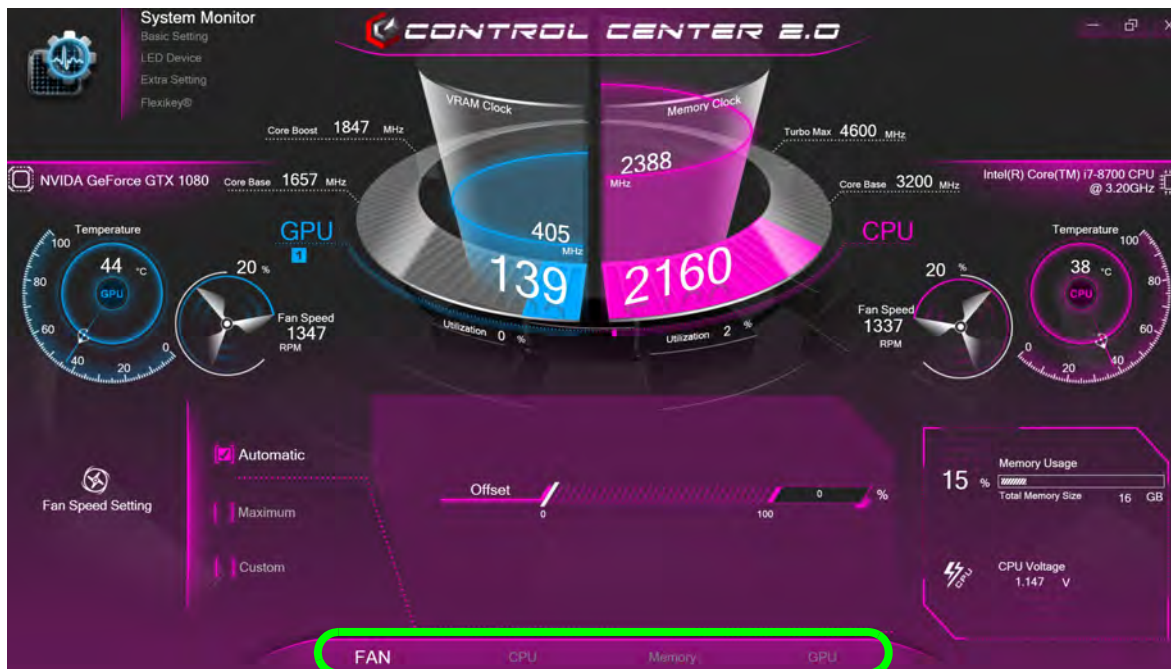 System Monitor
Basic Setting
LED Device
Extra Setting
Flexikey®
CONTROL CENTER 2.0
VRAM Clock
Memory Clock
Core Boost 1847 MHz
Turbo Max 4600 MHz
2388
MHz
NVIDA GeForce GTX 1080
Core Base 1657 MHz
Core Base 3200 MHz
Intel(R) Core(TM) i7-8700 CPU
@ 3.20GHz
GPU
1
405
MHz
139
2160
CPU
Temperature
44 °C
GPU
0
20
40
60
80
100
20 %
Fan Speed
1347
RPM
Utilization 0 %
Utilization 2 %
20 %
Fan Speed
1337
RPM
Temperature
38 °C
CPU
0
20
40
60
80
100
Fan Speed Setting
Automatic
Maximum
Custom
Offset 0 %
0 100
15 %
Memory Usage
Total Memory Size 16 GB
CPU
CPU Voltage
1.147 V
FAN CPU Memory GPU